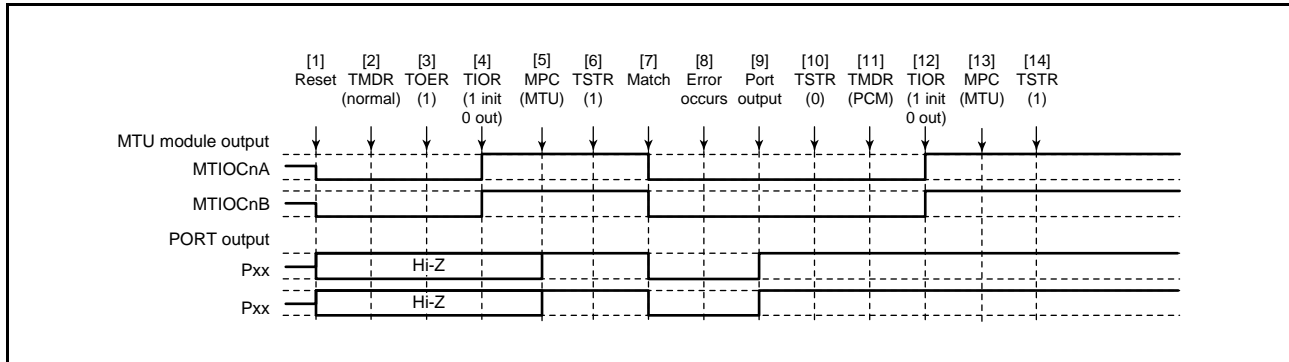 [1] [2] [3] [4] [5] [6] [7] [8] [9] [10] [11] [12] [13] [14]
Reset TMDR TOER TIOR MPC TSTR Match Error Port TSTR TMDR TIOR MPC TSTR
(normal) (1) (1 init (MTU) (1) occurs output (0) (PCM) (1 init (MTU) (1)
0 out) 0 out)
MTU module output
MTIOCnA
MTIOCnB
PORT output
Pxx Hi-Z
Pxx Hi-Z